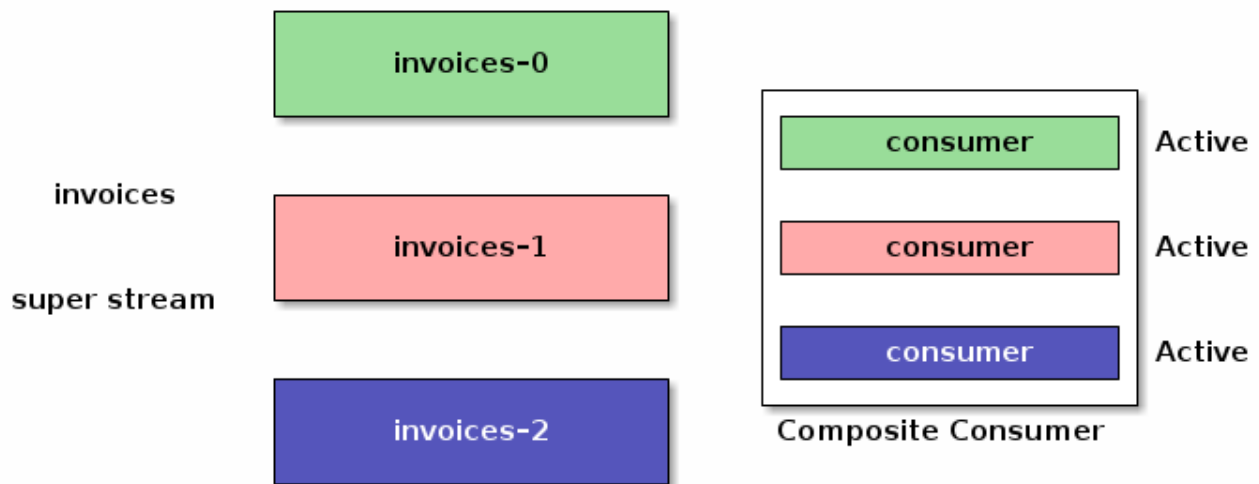 invoices
super stream
invoices-0
invoices-1
invoices-2
consumer Active
consumer Active
consumer Active
Composite Consumer